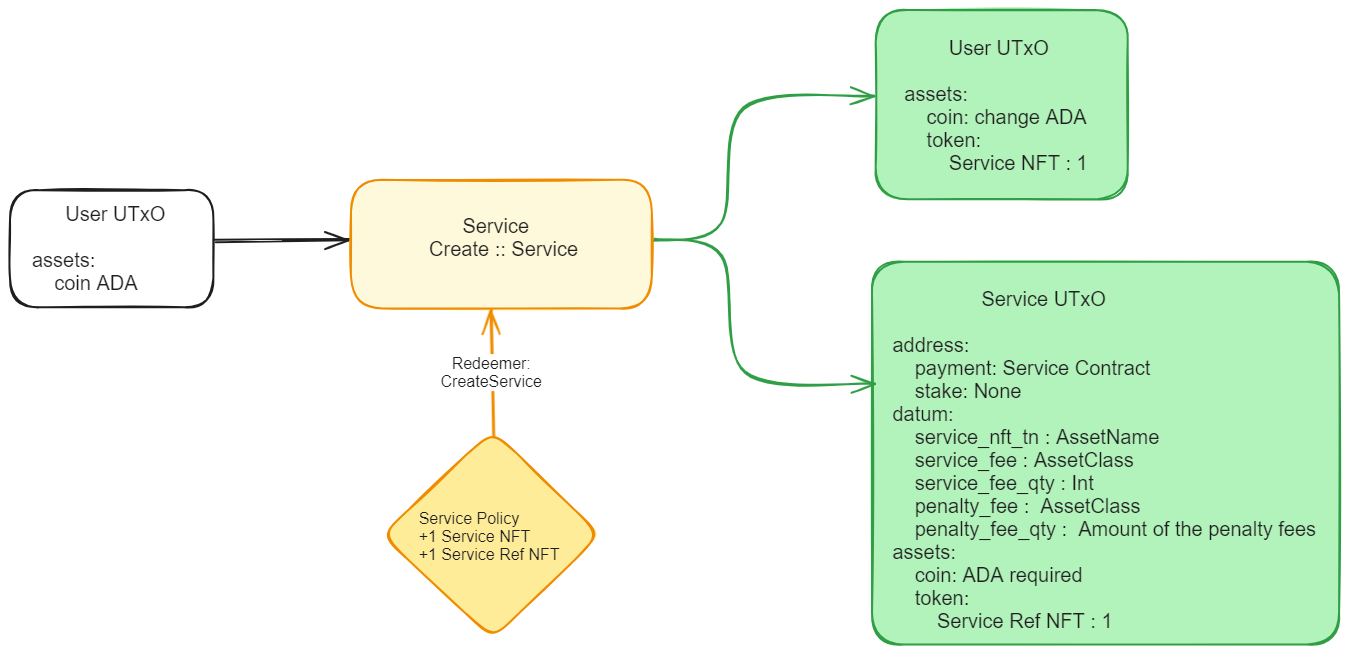 User UTxO
assets:
coin ADA
Service
Create :: Service
Redeemer:
CreateService
Service Policy
+1 Service NFT
+1 Service Ref NFT
User UTxO
assets:
coin: change ADA
token:
Service NFT : 1
Service UTxO
address:
payment: Service Contract
stake: None
datum:
service_nft_tn : AssetName
service_fee : AssetClass
service_fee_qty : Int
penalty_fee :  AssetClass
penalty_fee_qty :  Amount of the penalty fees
assets:
coin: ADA required
token:
Service Ref NFT : 1